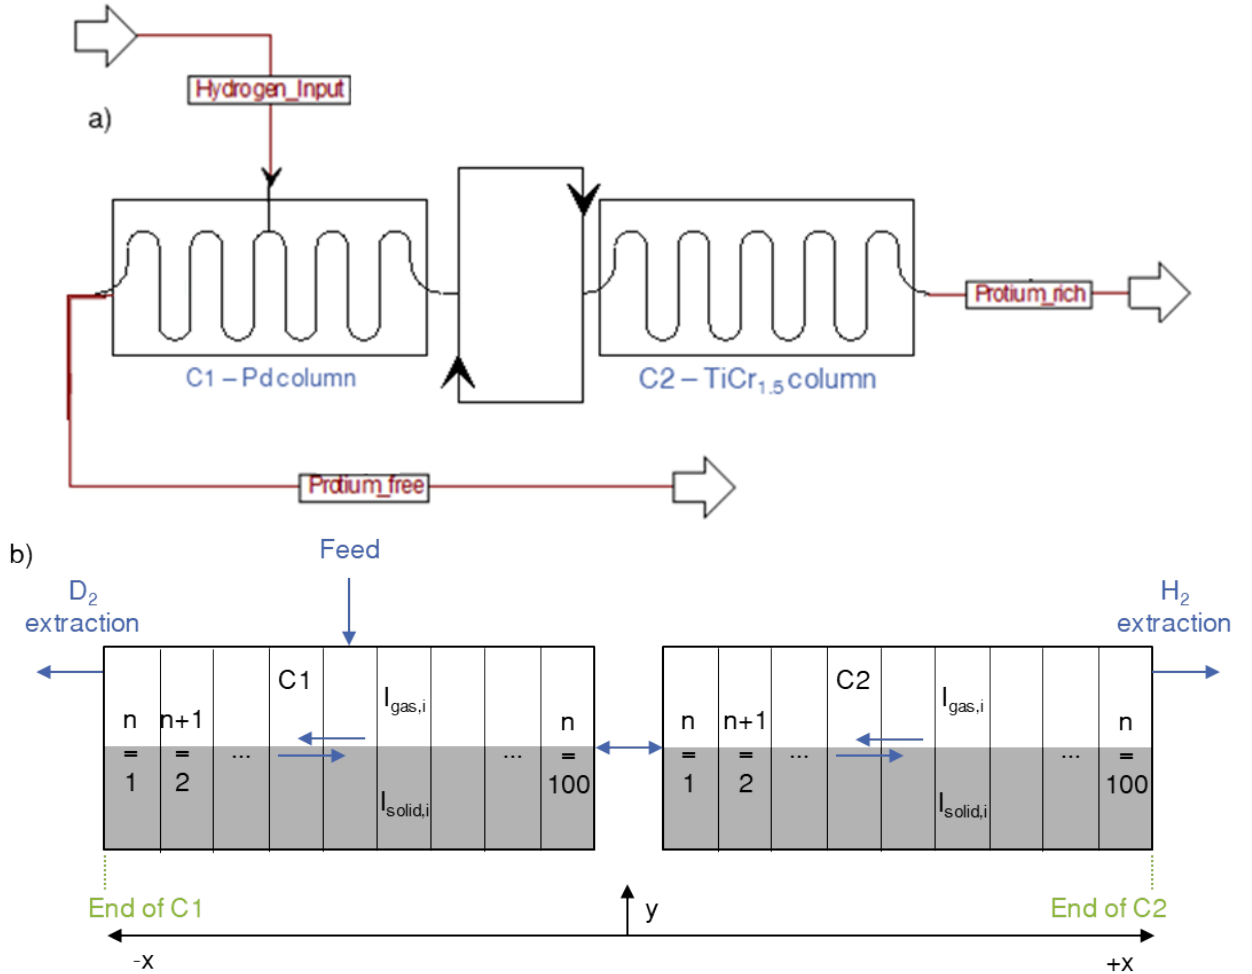 Hydrogen_Input
a)
Protium_rich
C1 – Pd column
C2 – TiCr1.5 column
Protium_free
b)
Feed
D2
extraction
H2
extraction
C1
Igas,i
C2
Igas,i
n
n+1
n
n
n+1
n
=
=
...
...
=
=
=
...
...
=
1
2
Isolid,i
100
1
2
Isolid,i
100
End of C1
y
End of C2
-x
+x